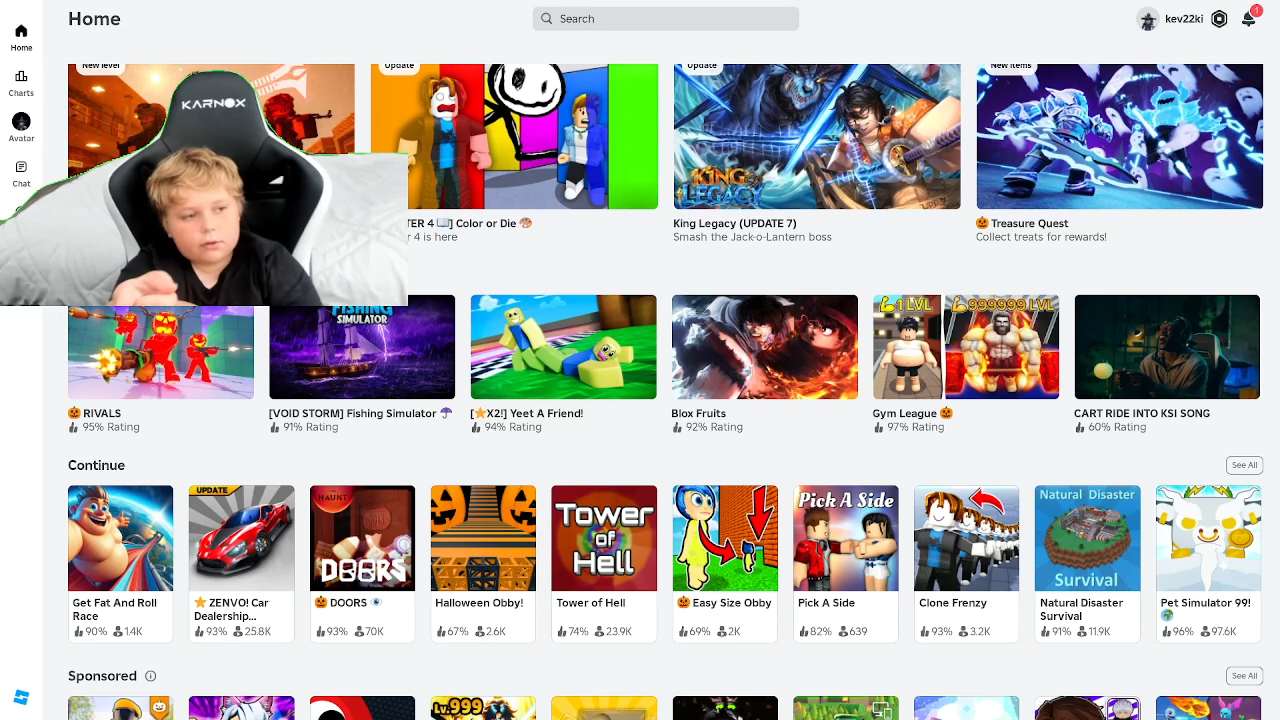 Home
Search
kev22ki
1
Home
Charts
Avatar
Chat
New level
Update
Update
New items
KARNOX
KING LEGACY
TER 4 ] Color or Die
r 4 is here
King Legacy (UPDATE 7)
Smash the Jack-o-Lantern boss
Treasure Quest
Collect treats for rewards!
FISHING
SIMULATOR
1 LVL
999999 LVL
RIVALS
95% Rating
[VOID STORM] Fishing Simulator
91% Rating
[⭐X2!] Yeet A Friend!
94% Rating
Blox Fruits
92% Rating
Gym League
97% Rating
CART RIDE INTO KSI SONG
60% Rating
Continue
See All
UPDATE
THE HAUNT
DOORS
Tower
of
Hell
Pick A Side
Natural Disaster
Survival
Get Fat And Roll
Race
90% 1.4K
ZENVO! Car
Dealership...
93% 25.8K
DOORS
93% 70K
Halloween Obby!
67% 2.6K
Tower of Hell
74% 23.9K
Easy Size Obby
69% 2K
Pick A Side
82% 639
Clone Frenzy
93% 3.2K
Natural Disaster
Survival
91% 11.9K
Pet Simulator 99!
96% 97.6K
Sponsored
See All
Lv.999